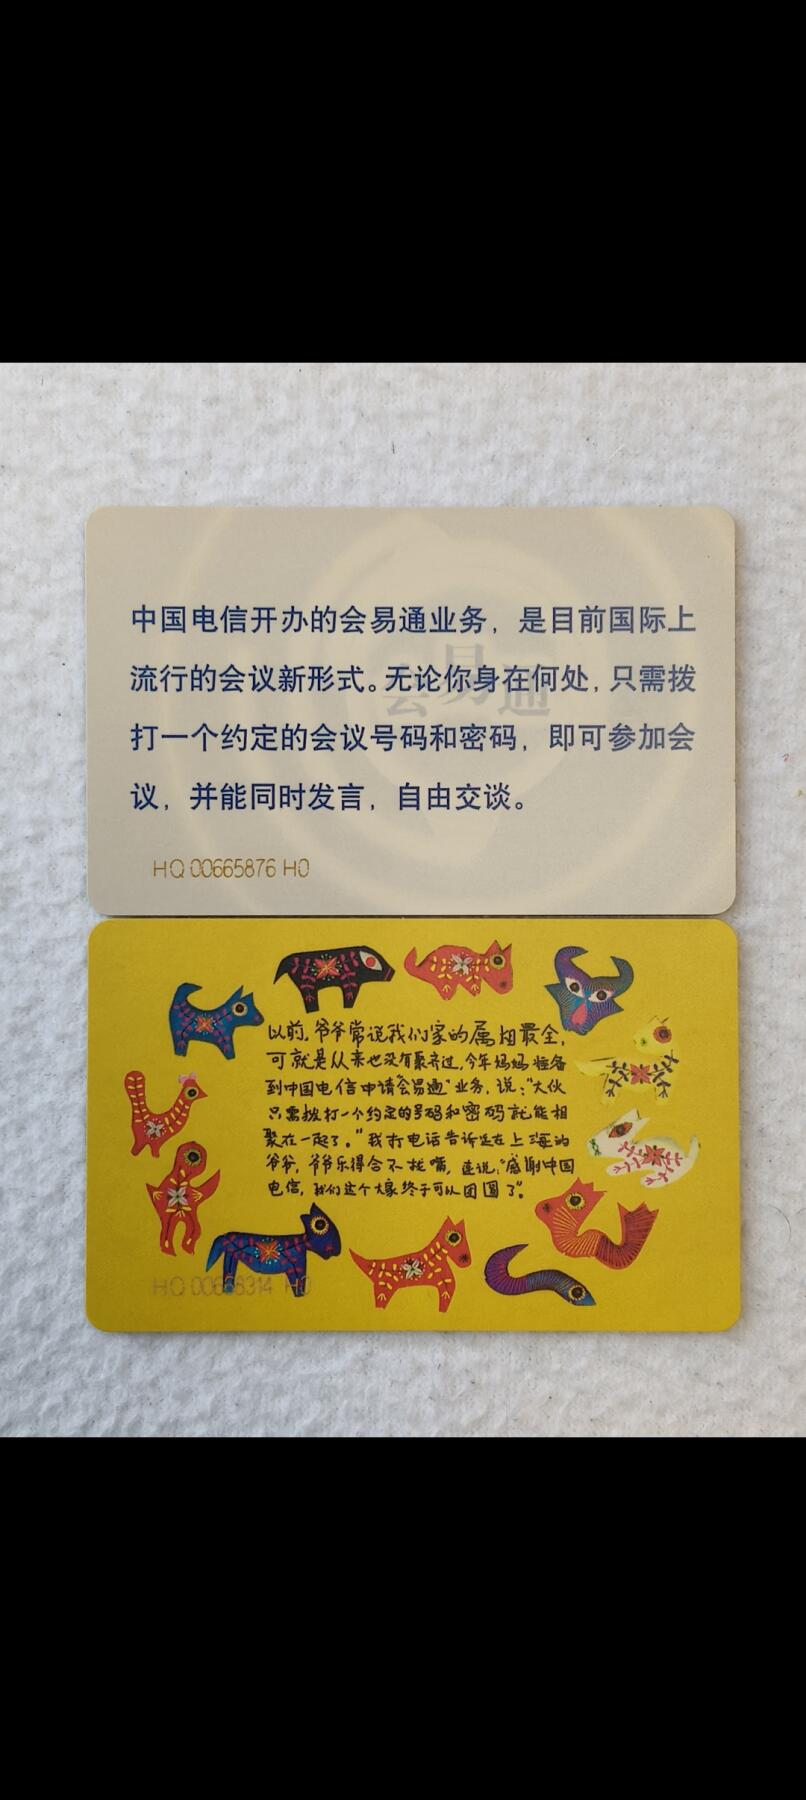 中国电信开办的会易通业务，是目前国际上
流行的会议新形式。无论你身在何处，只需拨
打一个约定的会议号码和密码，即可参加会
议，并能同时发言，自由交谈。
会易通
HQ 00665876 H0
以前，爷爷常说我们家的属相最全，
可就是从来也没有聚齐过，今年妈妈准备
到中国电信申请“会易通”业务，说：“大伙
只需拨打一个约定的号码和密码就能相
聚在一起了。”我打电话告诉远在上海的
爷爷，爷爷乐得合不拢嘴，连说：“感谢中国
电信，我们这个大家终于可以团圆了”。
HQ 00668314 H0